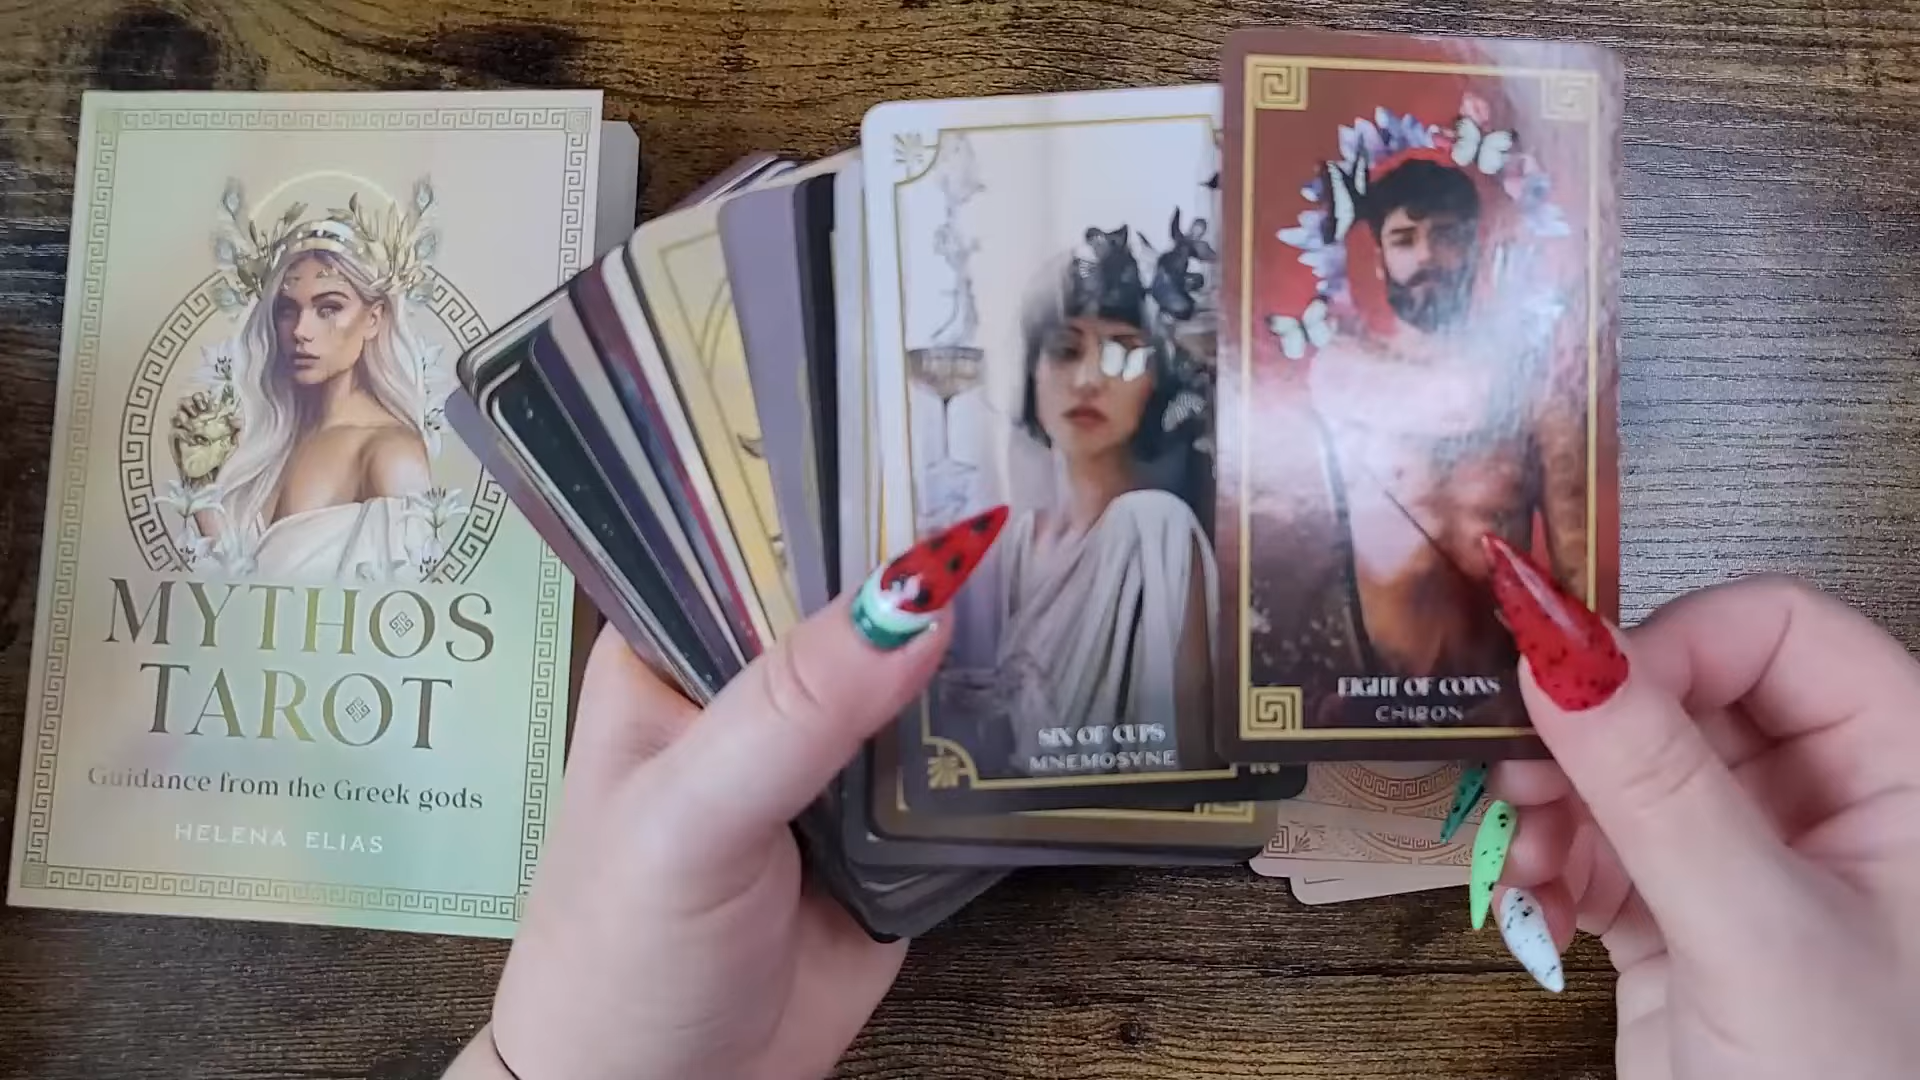 MYTHOS
TAROT
Guidance from the Greek gods
HELENA ELIAS
SIX OF CUPS
MNEMOSYNE
EIGHT OF COINS
CHIRON